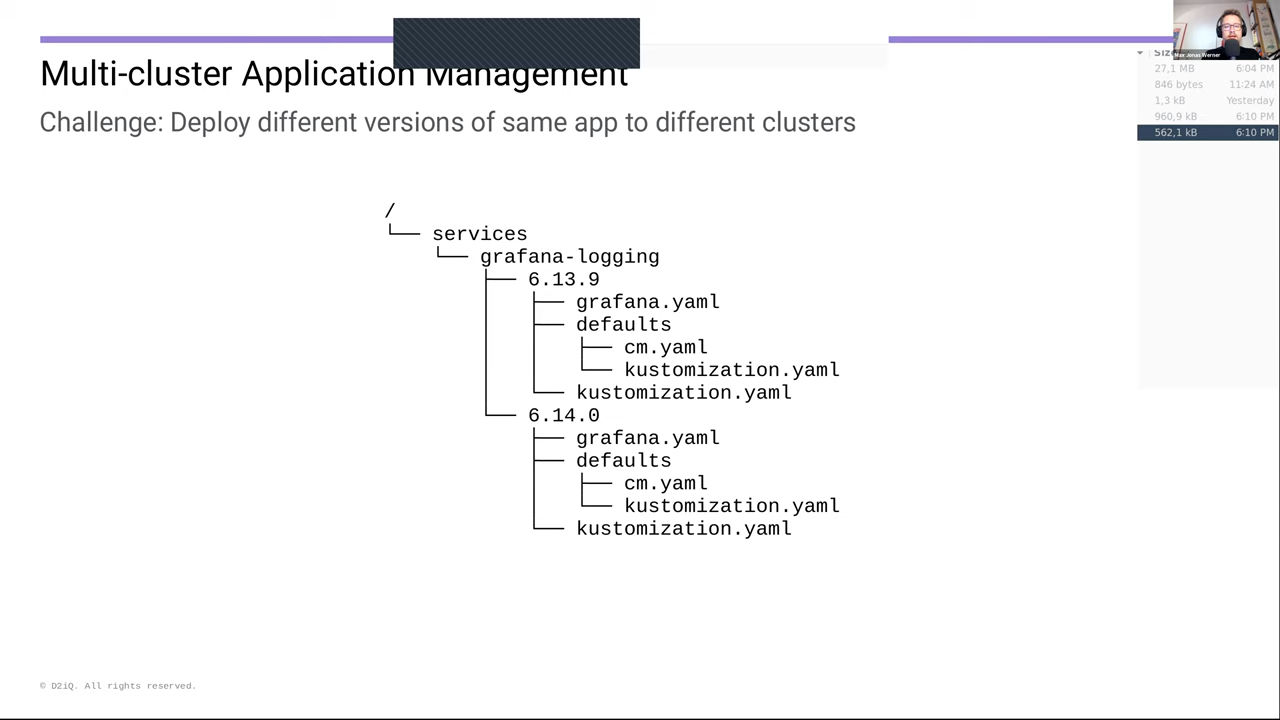 Multi-cluster Application Management
Challenge: Deploy different versions of same app to different clusters
/
└── services
└── grafana-logging
├── 6.13.9
│ ├── grafana.yaml
│ ├── defaults
│ │ ├── cm.yaml
│ │ └── kustomization.yaml
│ └── kustomization.yaml
└── 6.14.0
├── grafana.yaml
├── defaults
│ ├── cm.yaml
│ └── kustomization.yaml
└── kustomization.yaml
© D2iQ. All rights reserved.
Max Jonas Werner
27,1 MB 6:04 PM
846 bytes 11:24 AM
1,3 kB Yesterday
960,9 kB 6:10 PM
562,1 kB 6:10 PM